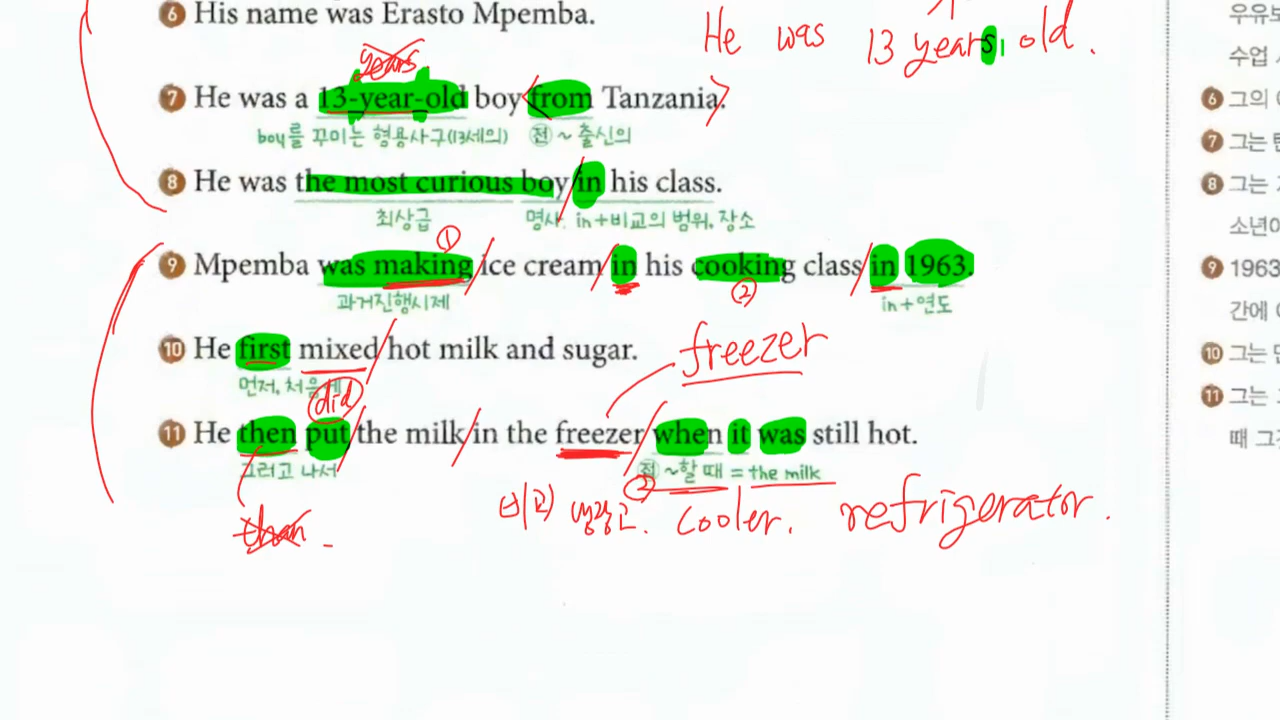 6 His name was Erasto Mpemba.
He was 13 years old.
years
7 He was a 13-year-old boy from Tanzania.
boy를 꾸미는 형용사구(13세의) 전 ~ 출신의
8 He was the most curious boy in his class.
최상급 명사 in+비교의 범위, 장소
①
9 Mpemba was making ice cream in his cooking class in 1963.
과거진행시제 ② in+연도
10 He first mixed hot milk and sugar.
freezer
먼저, 처음에
did
11 He then put the milk in the freezer when it was still hot.
그러고 나서 접 ~할 때 = the milk
비교) 냉장고. cooler. refrigerator.
than
수업
6 그의
7 그는
8 그는
소년이
9 1963
간에
10 그는
11 그는
때 그